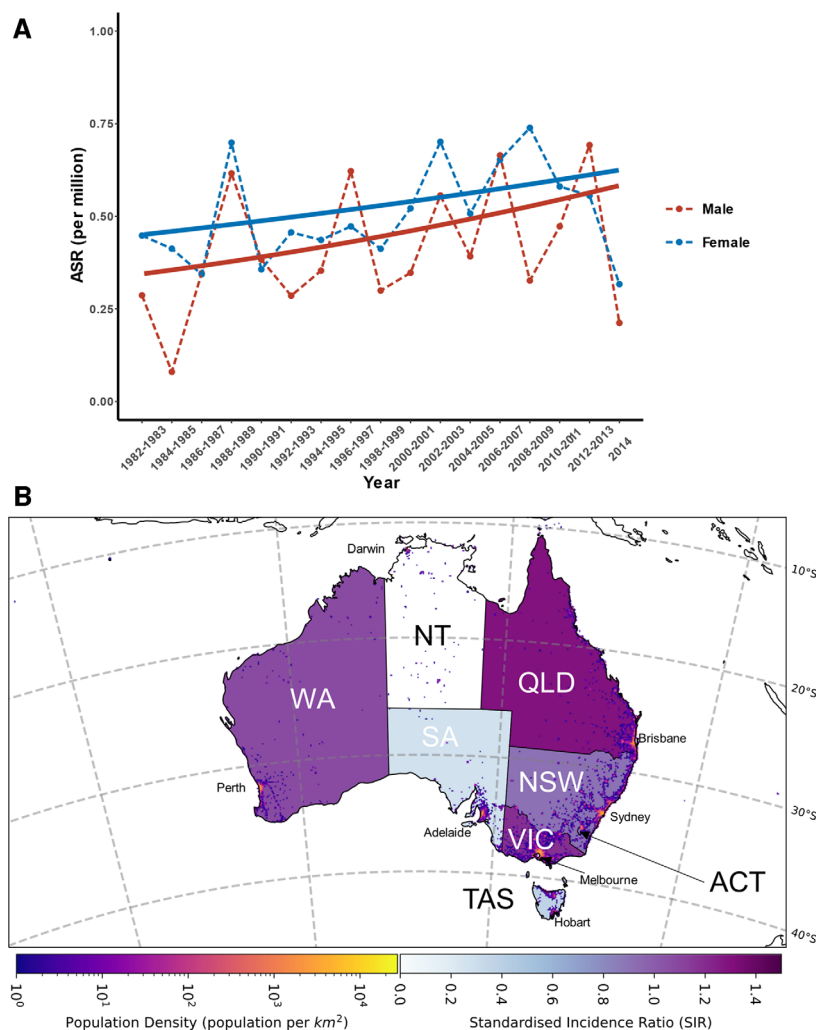 A
1.00
0.75
0.50
0.25
0.00
ASR (per million)
Male
Female
1982-1983
1984-1985
1986-1987
1988-1989
1990-1991
1992-1993
1994-1995
1996-1997
1998-1999
2000-2001
2002-2003
2004-2005
2006-2007
2008-2009
2010-2011
2012-2013
2014
Year
B
Darwin
10°S
NT
WA
QLD
20°S
SA
Brisbane
NSW
Perth
Sydney
30°S
Adelaide
VIC
Melbourne
ACT
TAS
Hobart
40°S
10⁰ 10¹ 10² 10³ 10⁴
0.0 0.2 0.4 0.6 0.8 1.0 1.2 1.4
Population Density (population per km²)
Standardised Incidence Ratio (SIR)